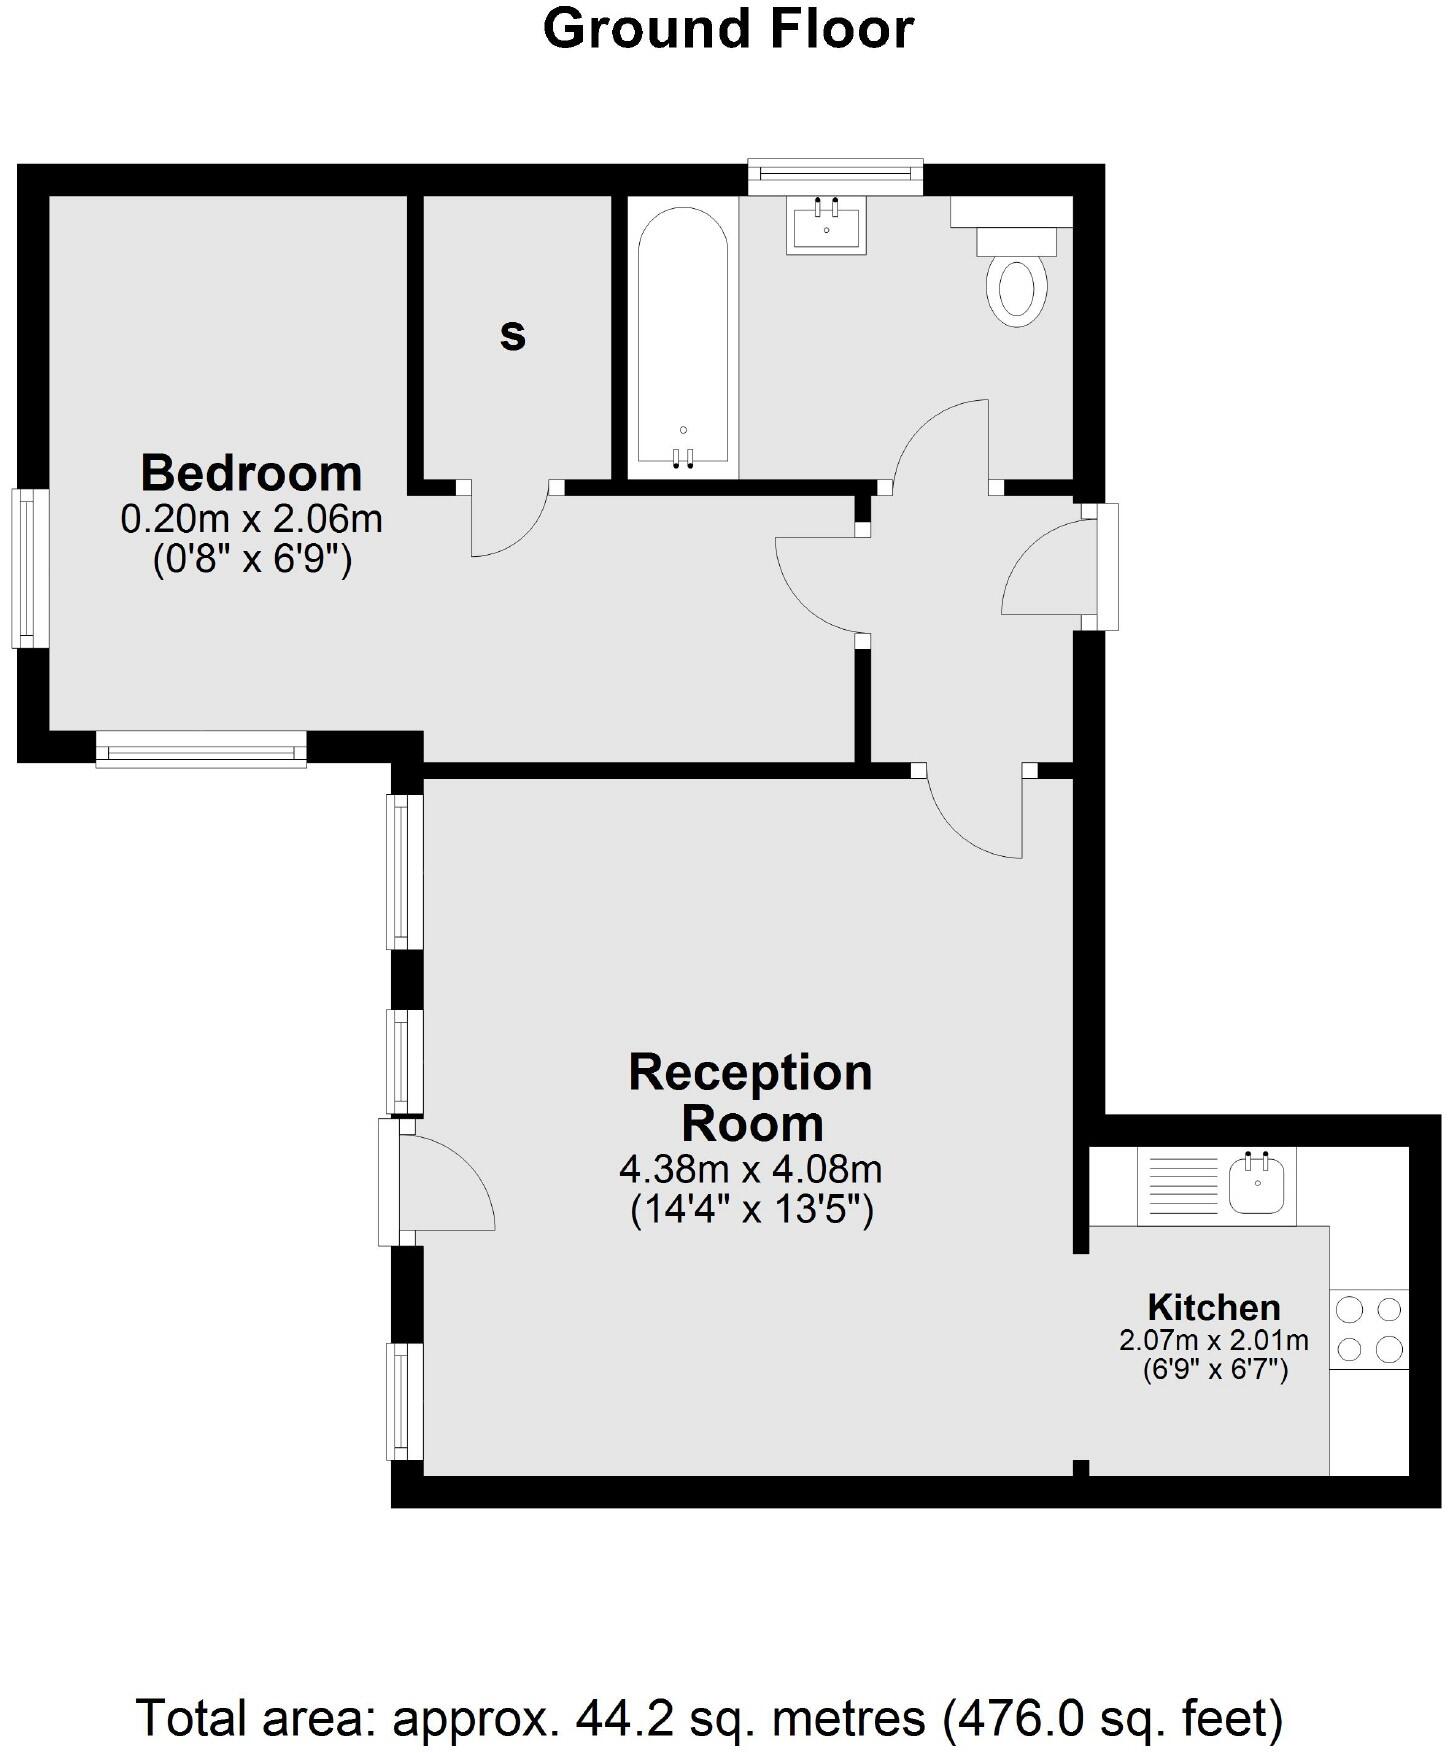 Ground Floor
s
Bedroom
0.20m x 2.06m
(0'8" x 6'9")
Reception
Room
4.38m x 4.08m
(14'4" x 13'5")
Kitchen
2.07m x 2.01m
(6'9" x 6'7")
Total area: approx. 44.2 sq. metres (476.0 sq. feet)